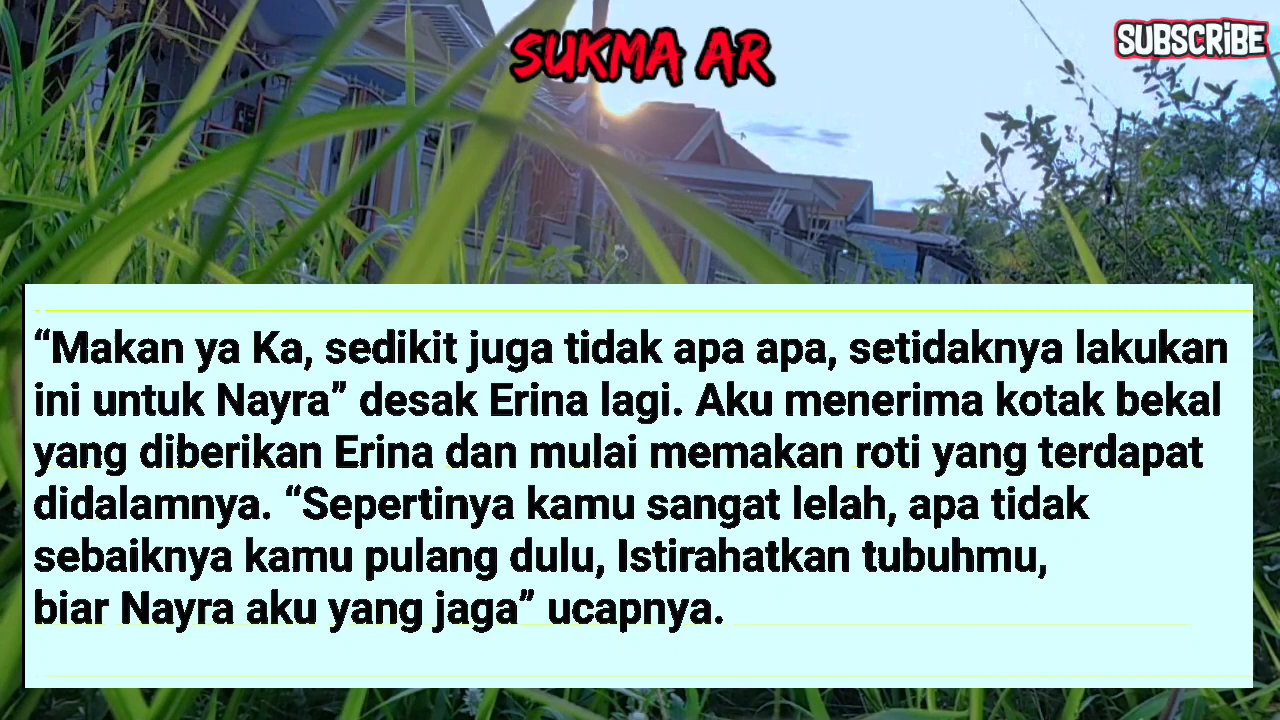 SUKMA AR
SUBSCRIBE
“Makan ya Ka, sedikit juga tidak apa apa, setidaknya lakukan
ini untuk Nayra” desak Erina lagi. Aku menerima kotak bekal
yang diberikan Erina dan mulai memakan roti yang terdapat
didalamnya. “Sepertinya kamu sangat lelah, apa tidak
sebaiknya kamu pulang dulu, Istirahatkan tubuhmu,
biar Nayra aku yang jaga” ucapnya.